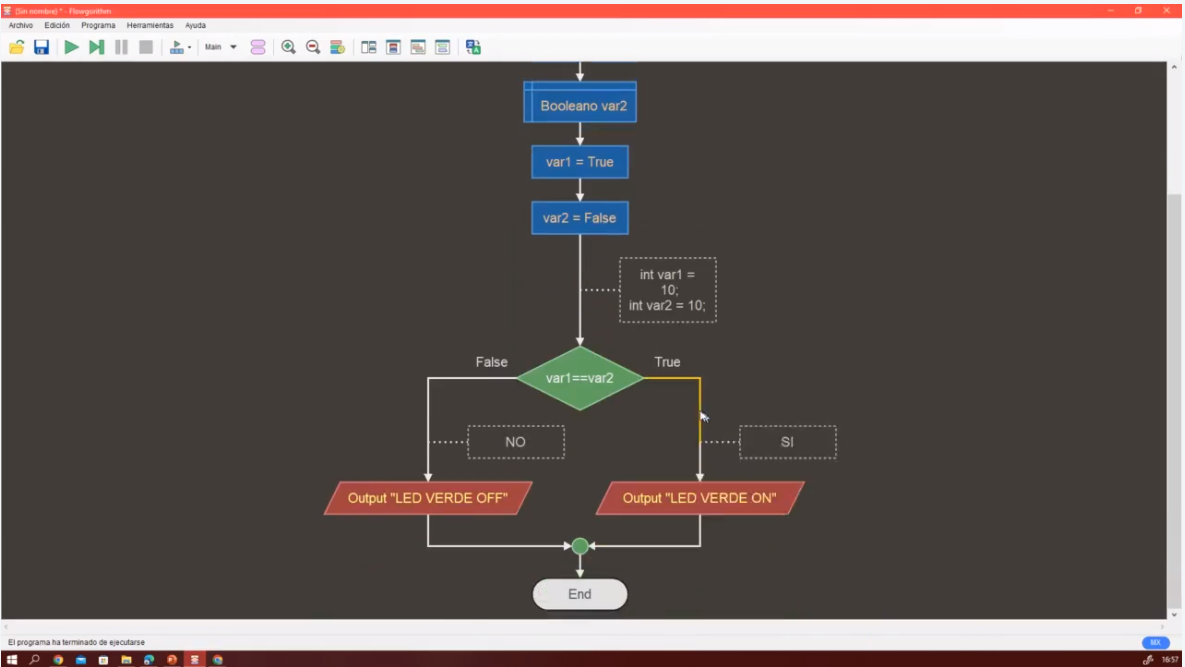 (Sin nombre) * - Flowgorithm
Archivo Edición Programa Herramientas Ayuda
Main
Booleano var2
var1 = True
var2 = False
int var1 =
10;
int var2 = 10;
False
True
var1==var2
NO
SI
Output "LED VERDE OFF"
Output "LED VERDE ON"
End
El programa ha terminado de ejecutarse
16:57